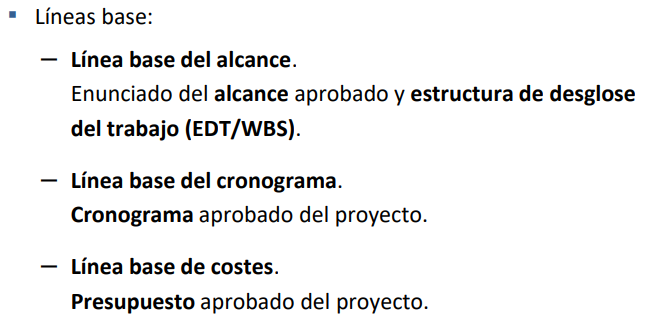 ▪ Líneas base:
— Línea base del alcance.
Enunciado del alcance aprobado y estructura de desglose
del trabajo (EDT/WBS).
— Línea base del cronograma.
Cronograma aprobado del proyecto.
— Línea base de costes.
Presupuesto aprobado del proyecto.